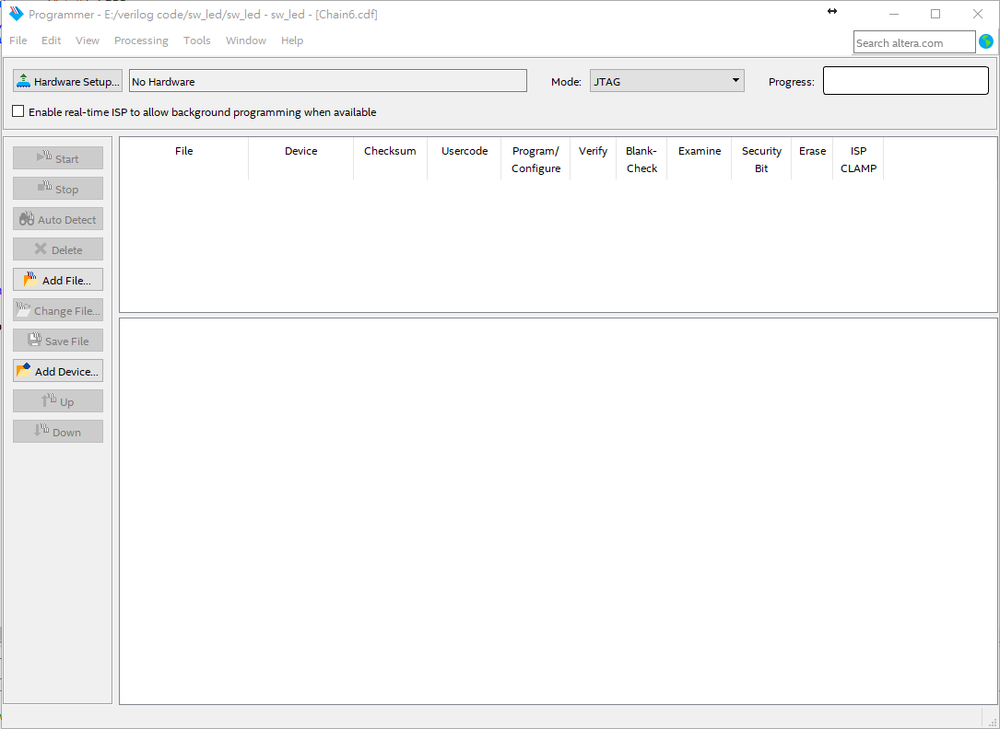 Programmer - E:/verilog code/sw_led/sw_led - sw_led - [Chain6.cdf]
File Edit View Processing Tools Window Help
Search altera.com
Hardware Setup... No Hardware Mode: JTAG Progress:
Enable real-time ISP to allow background programming when available
Start
Stop
Auto Detect
Delete
Add File...
Change File...
Save File
Add Device...
Up
Down
File Device Checksum Usercode Program/ Verify Blank- Examine Security Erase ISP
Configure Check Bit CLAMP